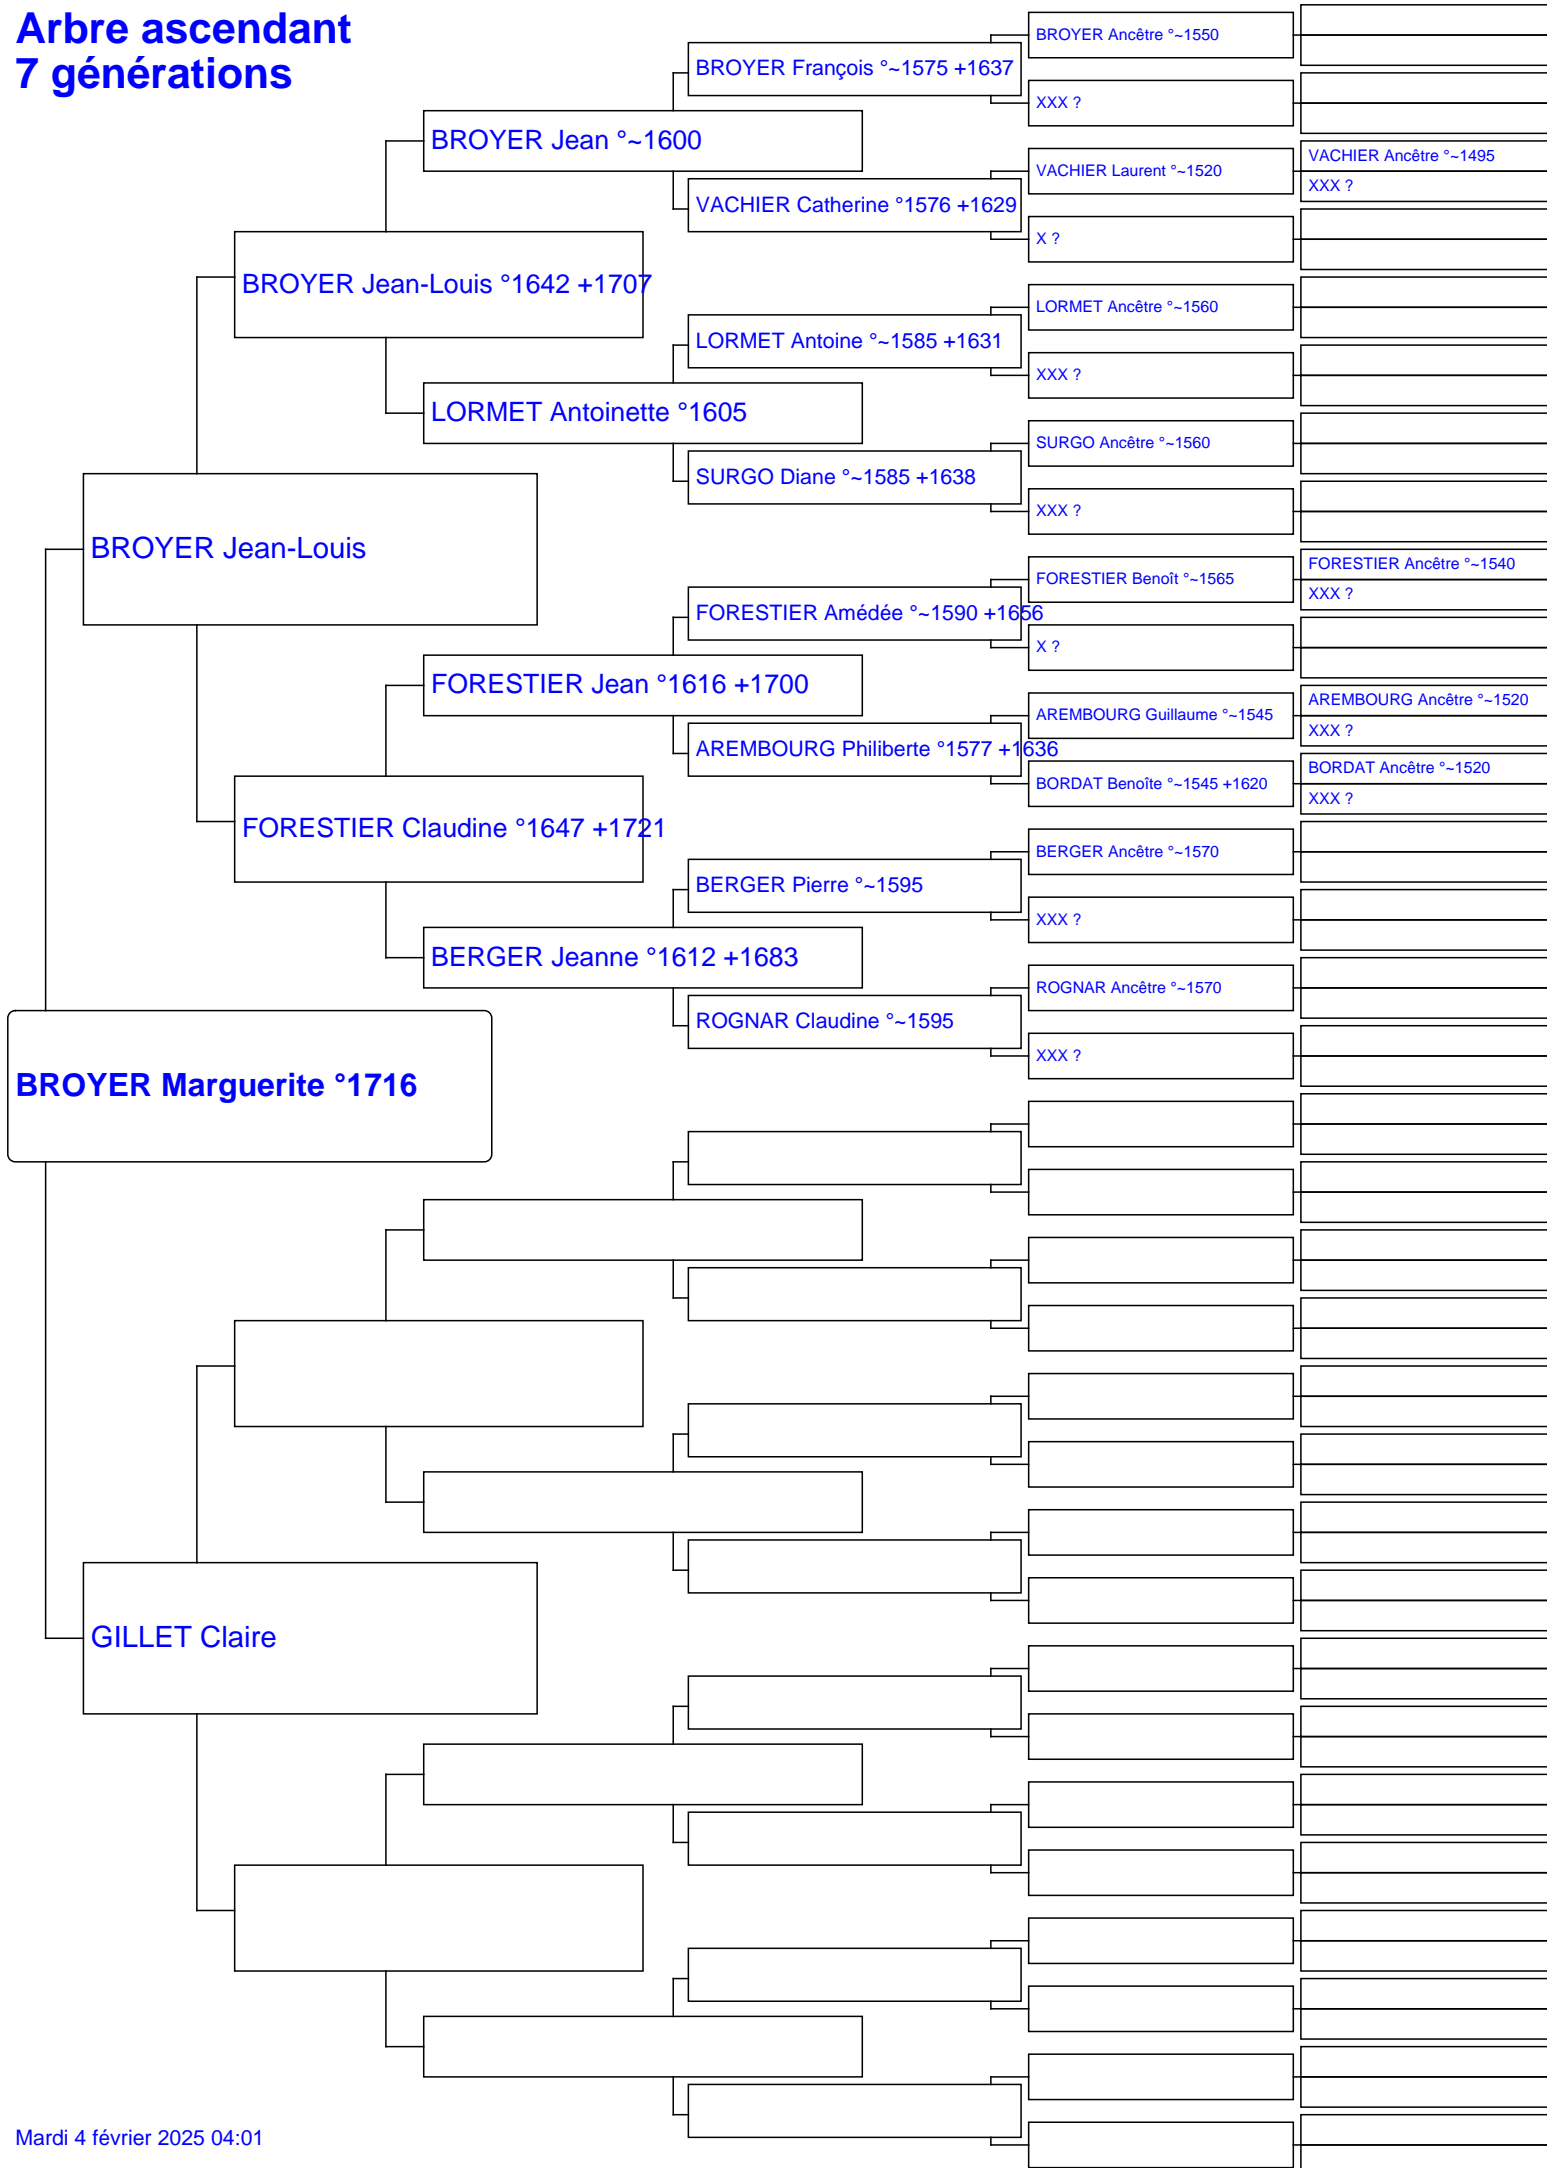 Arbre ascendant
7 générations
BROYER Ancêtre °~1550
BROYER François °~1575 +1637
XXX ?
BROYER Jean °~1600
VACHIER Ancêtre °~1495
VACHIER Laurent °~1520
XXX ?
VACHIER Catherine °1576 +1629
X ?
BROYER Jean-Louis °1642 +1707
LORMET Ancêtre °~1560
LORMET Antoine °~1585 +1631
XXX ?
LORMET Antoinette °1605
SURGO Ancêtre °~1560
SURGO Diane °~1585 +1638
XXX ?
BROYER Jean-Louis
FORESTIER Ancêtre °~1540
FORESTIER Benoît °~1565
XXX ?
FORESTIER Amédée °~1590 +1656
X ?
FORESTIER Jean °1616 +1700
AREMBOURG Ancêtre °~1520
AREMBOURG Guillaume °~1545
XXX ?
AREMBOURG Philiberte °1577 +1636
BORDAT Ancêtre °~1520
BORDAT Benoîte °~1545 +1620
XXX ?
FORESTIER Claudine °1647 +1721
BERGER Ancêtre °~1570
BERGER Pierre °~1595
XXX ?
BERGER Jeanne °1612 +1683
ROGNAR Ancêtre °~1570
ROGNAR Claudine °~1595
XXX ?
BROYER Marguerite °1716
GILLET Claire
Mardi 4 février 2025 04:01